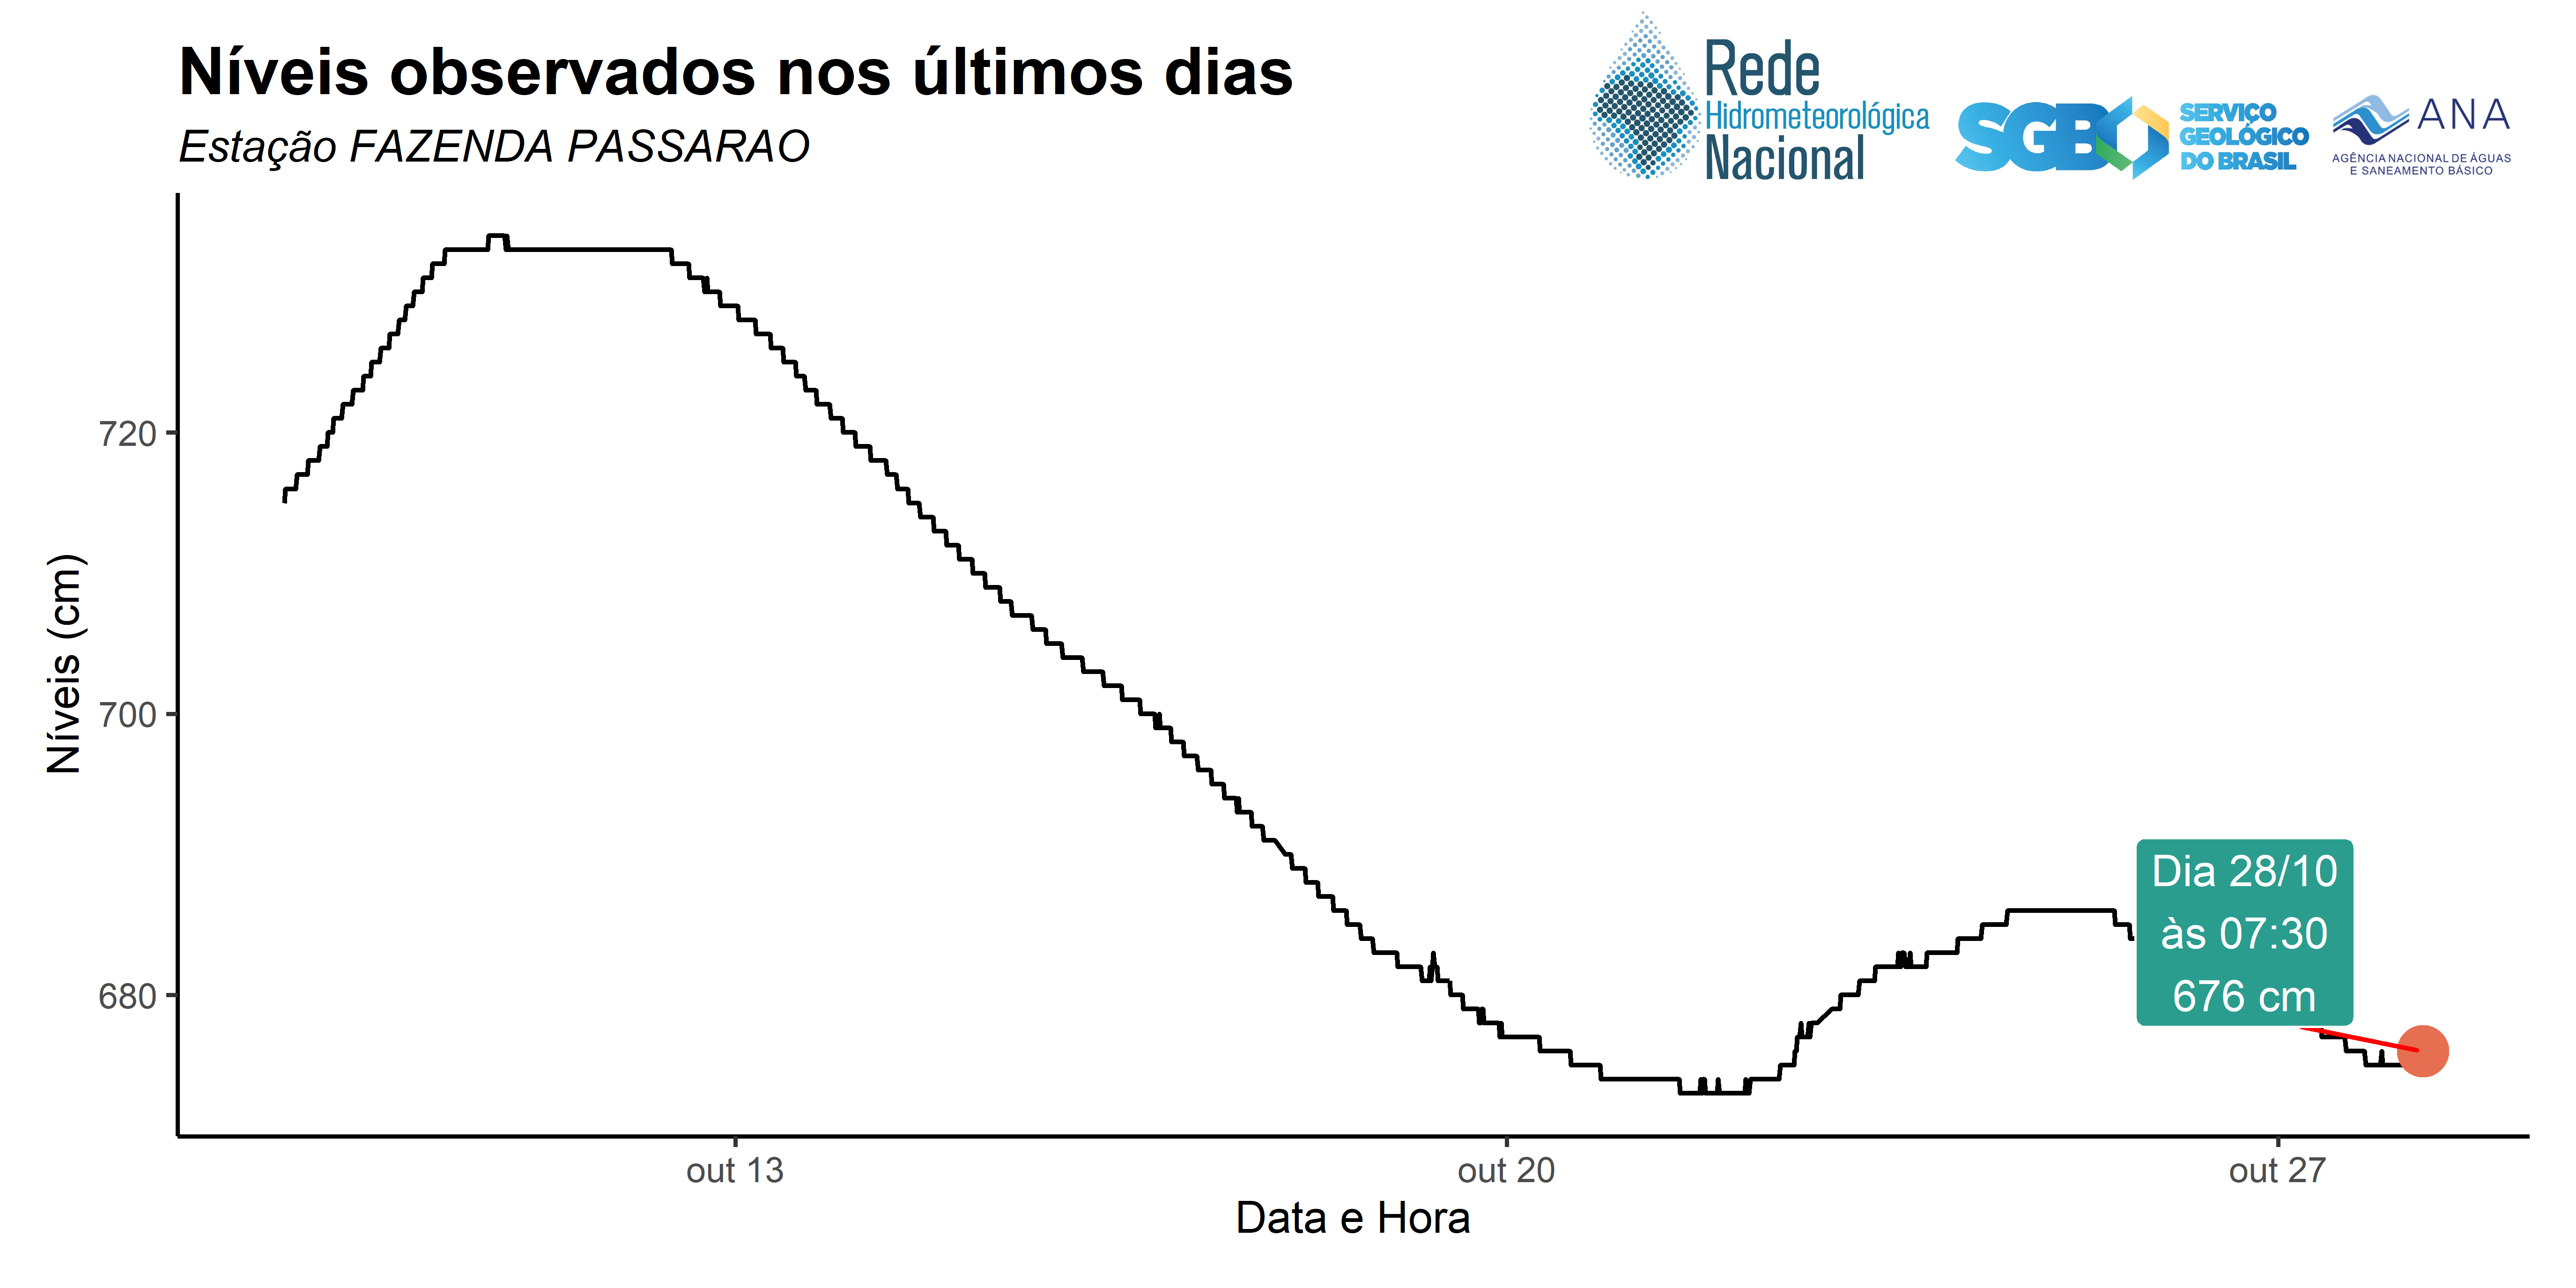 Níveis observados nos últimos dias
Estação FAZENDA PASSARAO
Rede
Hidrometeorológica
Nacional
SGB
SERVIÇO
GEOLÓGICO
DO BRASIL
ANA
AGÊNCIA NACIONAL DE ÁGUAS
E SANEAMENTO BÁSICO
Níveis (cm)
720
700
680
Dia 28/10
às 07:30
676 cm
out 13
out 20
out 27
Data e Hora